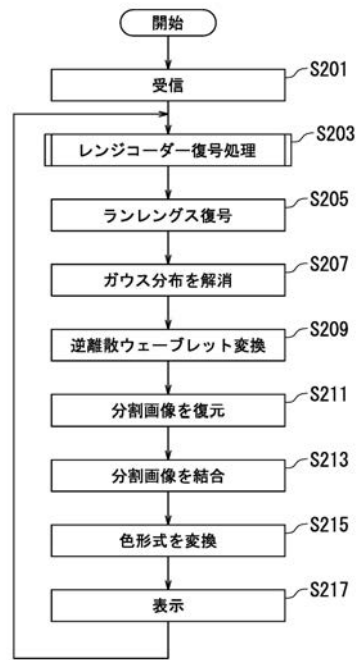 開始
受信
S201
レンジコーダー復号処理
S203
ランレングス復号
S205
ガウス分布を解消
S207
逆離散ウェーブレット変換
S209
分割画像を復元
S211
分割画像を結合
S213
色形式を変換
S215
表示
S217